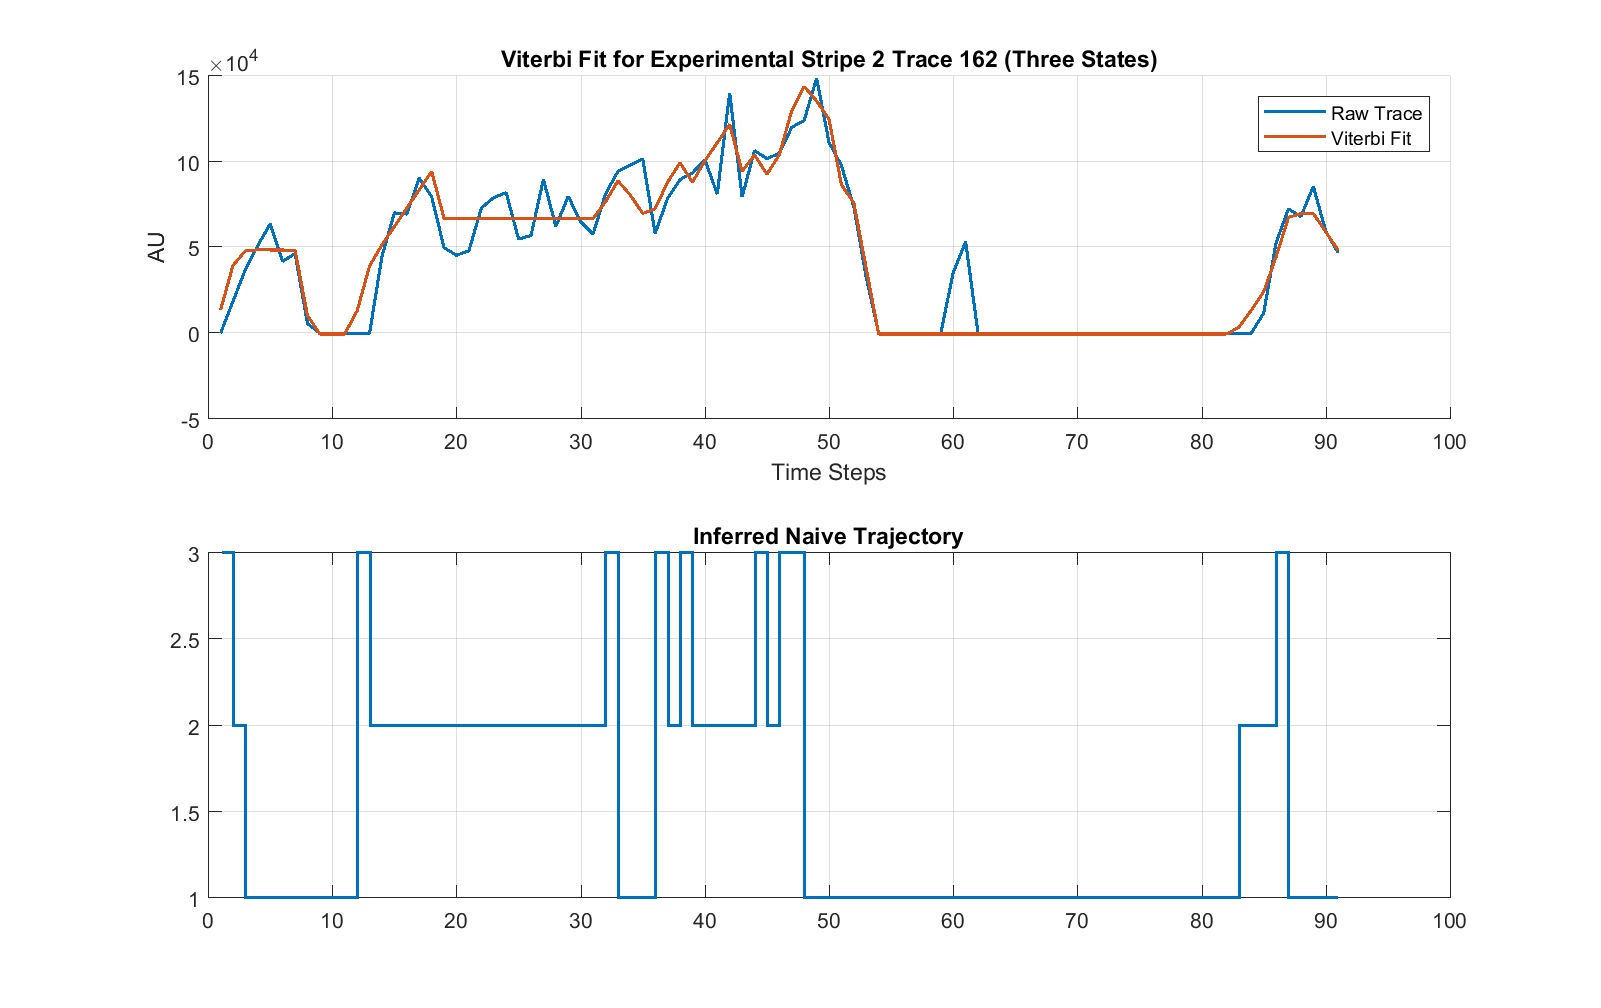 Viterbi Fit for Experimental Stripe 2 Trace 162 (Three States)
×10⁴
15
10
5
0
-5
AU
Raw Trace
Viterbi Fit
0 10 20 30 40 50 60 70 80 90 100
Time Steps
Inferred Naive Trajectory
3
2.5
2
1.5
1
0 10 20 30 40 50 60 70 80 90 100